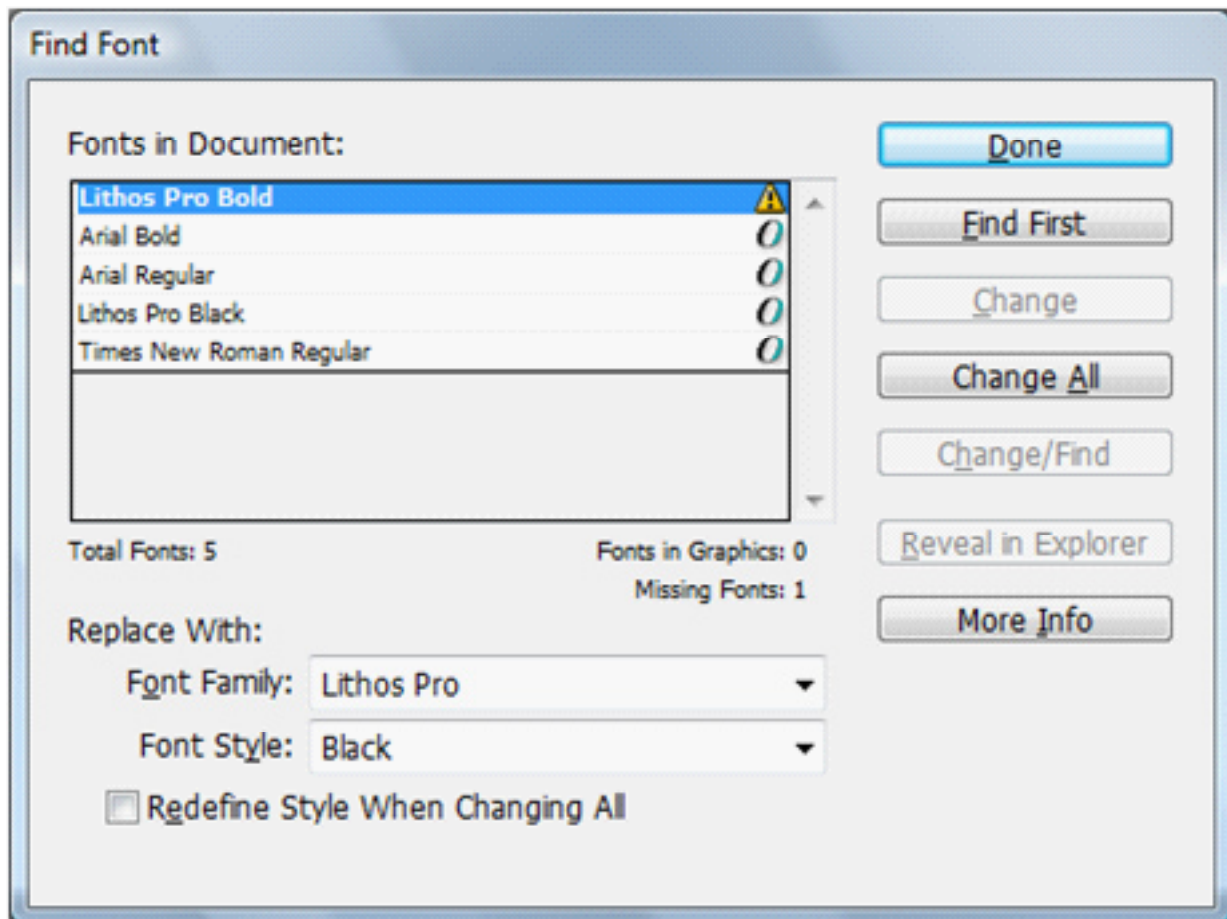 Find Font
Fonts in Document:
Lithos Pro Bold
Arial Bold
Arial Regular
Lithos Pro Black
Times New Roman Regular
Total Fonts: 5
Fonts in Graphics: 0
Missing Fonts: 1
Replace With:
Font Family: Lithos Pro
Font Style: Black
Redefine Style When Changing All
Done
Find First
Change
Change All
Change/Find
Reveal in Explorer
More Info